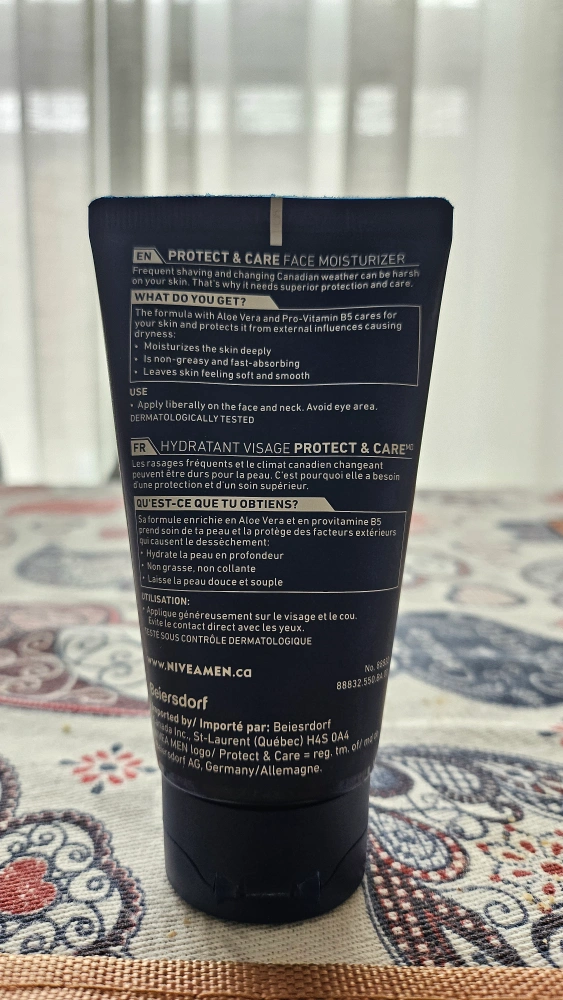 EN PROTECT & CARE FACE MOISTURIZER
Frequent shaving and changing Canadian weather can be harsh
on your skin. That's why it needs superior protection and care.
WHAT DO YOU GET?
The formula with Aloe Vera and Pro-Vitamin B5 cares for
your skin and protects it from external influences causing
dryness:
• Moisturizes the skin deeply
• Is non-greasy and fast-absorbing
• Leaves skin feeling soft and smooth
USE
• Apply liberally on the face and neck. Avoid eye area.
DERMATOLOGICALLY TESTED
FR HYDRATANT VISAGE PROTECT & CARE MC
Les rasages fréquents et le climat canadien changeant
peuvent être durs pour la peau. C'est pourquoi elle a besoin
d'une protection et d'un soin supérieur.
QU'EST-CE QUE TU OBTIENS?
Sa formule enrichie en Aloe Vera et en provitamine B5
prend soin de ta peau et la protège des facteurs extérieurs
qui causent le dessèchement:
• Hydrate la peau en profondeur
• Non grasse, non collante
• Laisse la peau douce et souple
UTILISATION:
• Applique généreusement sur le visage et le cou.
Évite le contact direct avec les yeux.
TESTÉ SOUS CONTRÔLE DERMATOLOGIQUE
www.NIVEAMEN.ca
No.
88832.550.
Beiersdorf
Imported by/ Importé par: Beiesrdorf
Canada Inc., St-Laurent (Québec) H4S 0A4
MEN logo/ Protect & Care = reg. tm. of/
AG, Germany/Allemagne.